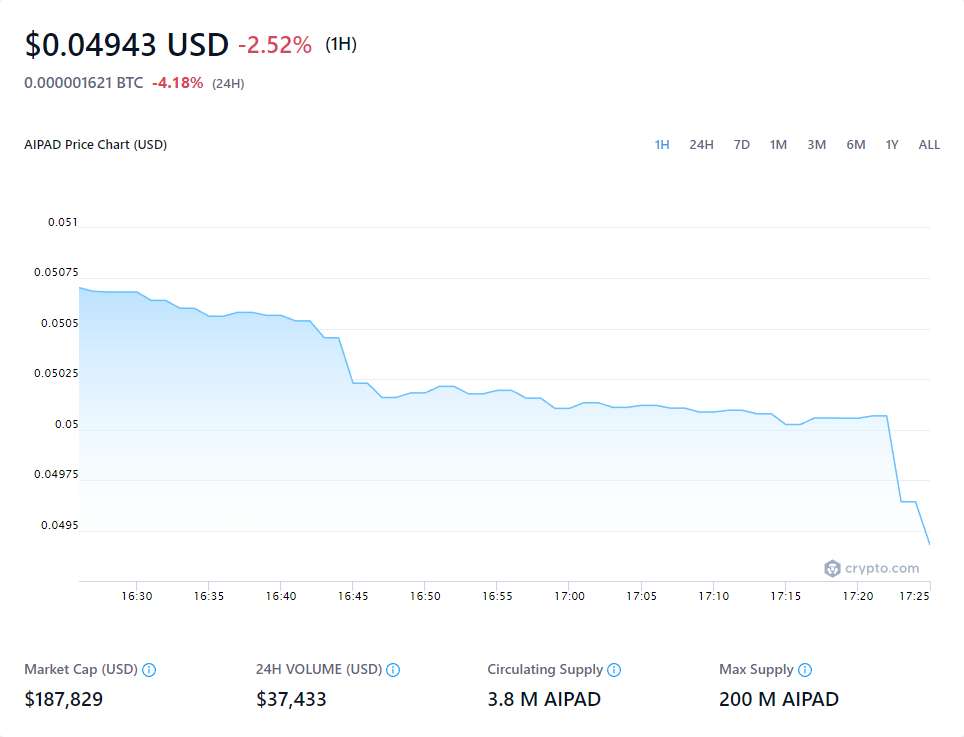 $0.04943 USD -2.52% (1H)
0.000001621 BTC -4.18% (24H)
AIPAD Price Chart (USD) 1H 24H 7D 1M 3M 6M 1Y ALL
0.051
0.05075
0.0505
0.05025
0.05
0.04975
0.0495
crypto.com
16:30 16:35 16:40 16:45 16:50 16:55 17:00 17:05 17:10 17:15 17:20 17:25
Market Cap (USD) 24H VOLUME (USD) Circulating Supply Max Supply
$187,829 $37,433 3.8 M AIPAD 200 M AIPAD